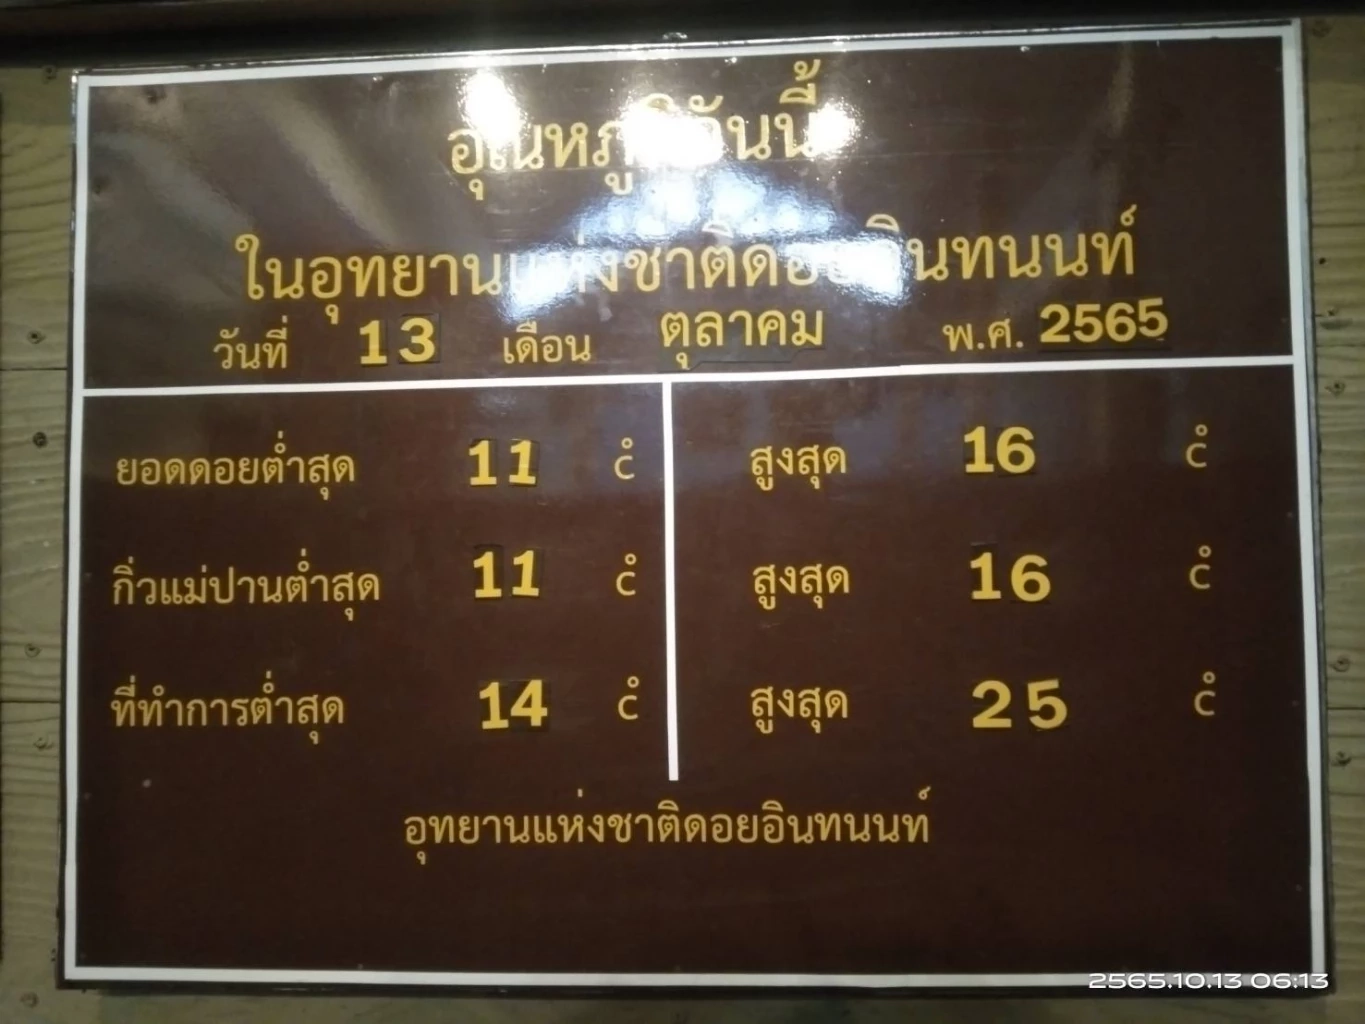 อุณหภูมิวันนี้
ในอุทยานแห่งชาติดอยอินทนนท์
วันที่ 13 เดือน ตุลาคม พ.ศ. 2565
ยอดดอยต่ำสุด 11 C̊ สูงสุด 16 C̊
กิ่วแม่ปานต่ำสุด 11 C̊ สูงสุด 16 C̊
ที่ทำการต่ำสุด 14 C̊ สูงสุด 25 C̊
อุทยานแห่งชาติดอยอินทนนท์
2565.10.13 06:13